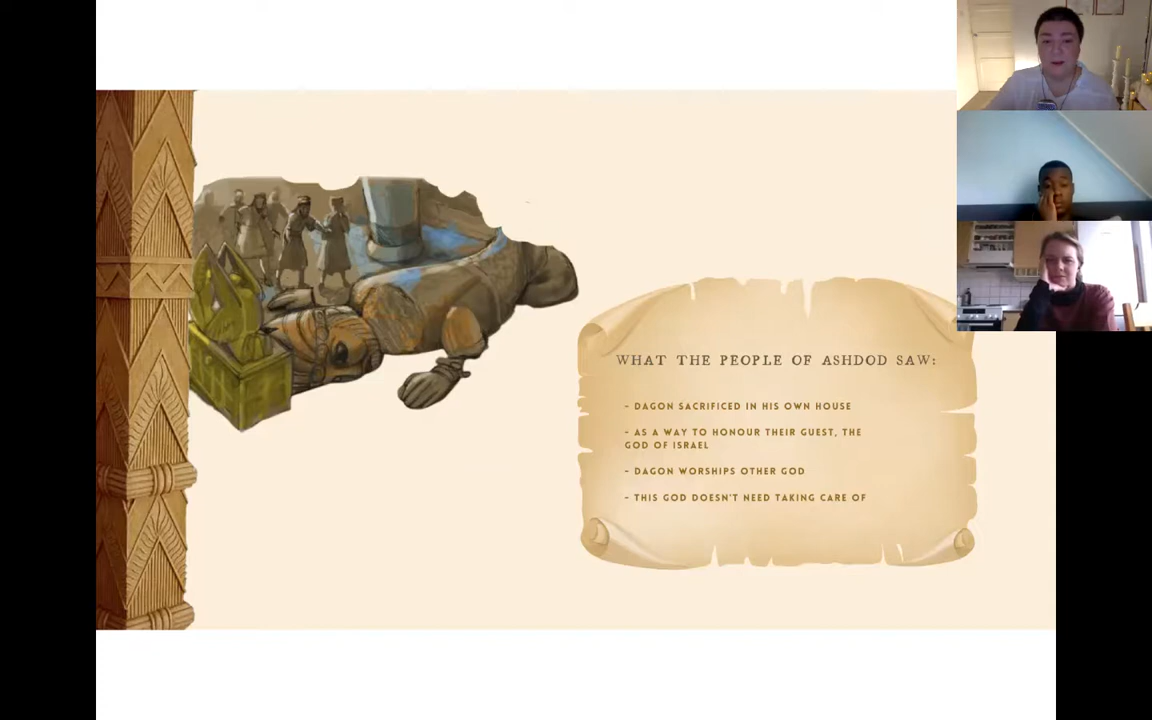 WHAT THE PEOPLE OF ASHDOD SAW:
- DAGON SACRIFICED IN HIS OWN HOUSE
- AS A WAY TO HONOUR THEIR GUEST, THE
GOD OF ISRAEL
- DAGON WORSHIPS OTHER GOD
- THIS GOD DOESN'T NEED TAKING CARE OF